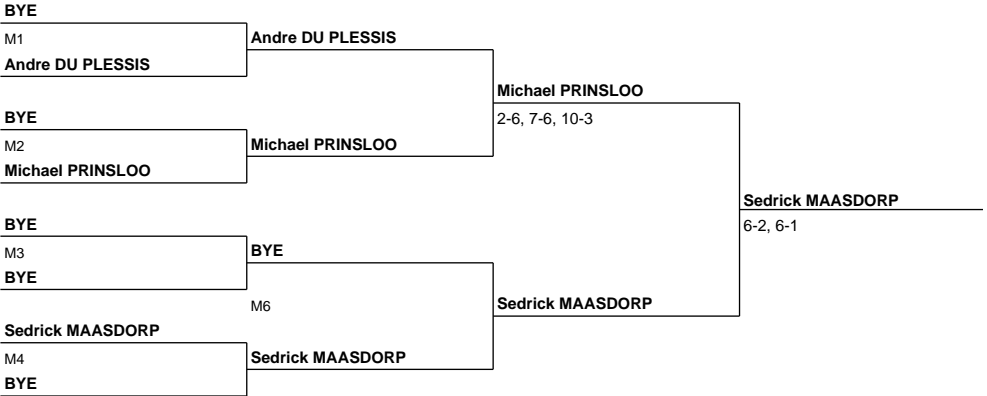 BYE
M1
Andre DU PLESSIS
Andre DU PLESSIS
BYE
M2
Michael PRINSLOO
Michael PRINSLOO
Michael PRINSLOO
2-6, 7-6, 10-3
BYE
M3
BYE
BYE
M6
Sedrick MAASDORP
M4
BYE
Sedrick MAASDORP
Sedrick MAASDORP
Sedrick MAASDORP
6-2, 6-1